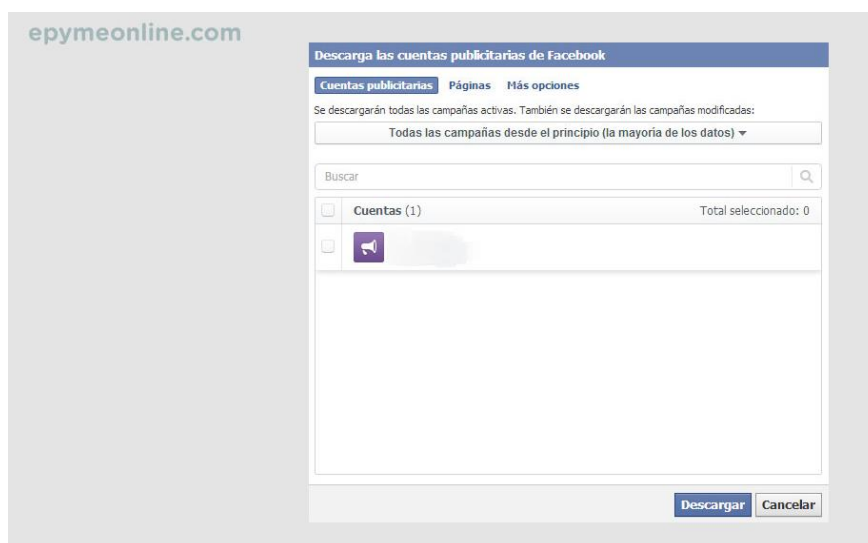 epymeonline.com
Descarga las cuentas publicitarias de Facebook
Cuentas publicitarias Páginas Más opciones
Se descargarán todas las campañas activas. También se descargarán las campañas modificadas:
Todas las campañas desde el principio (la mayoría de los datos)
Buscar
Cuentas (1) Total seleccionado: 0
Descargar Cancelar